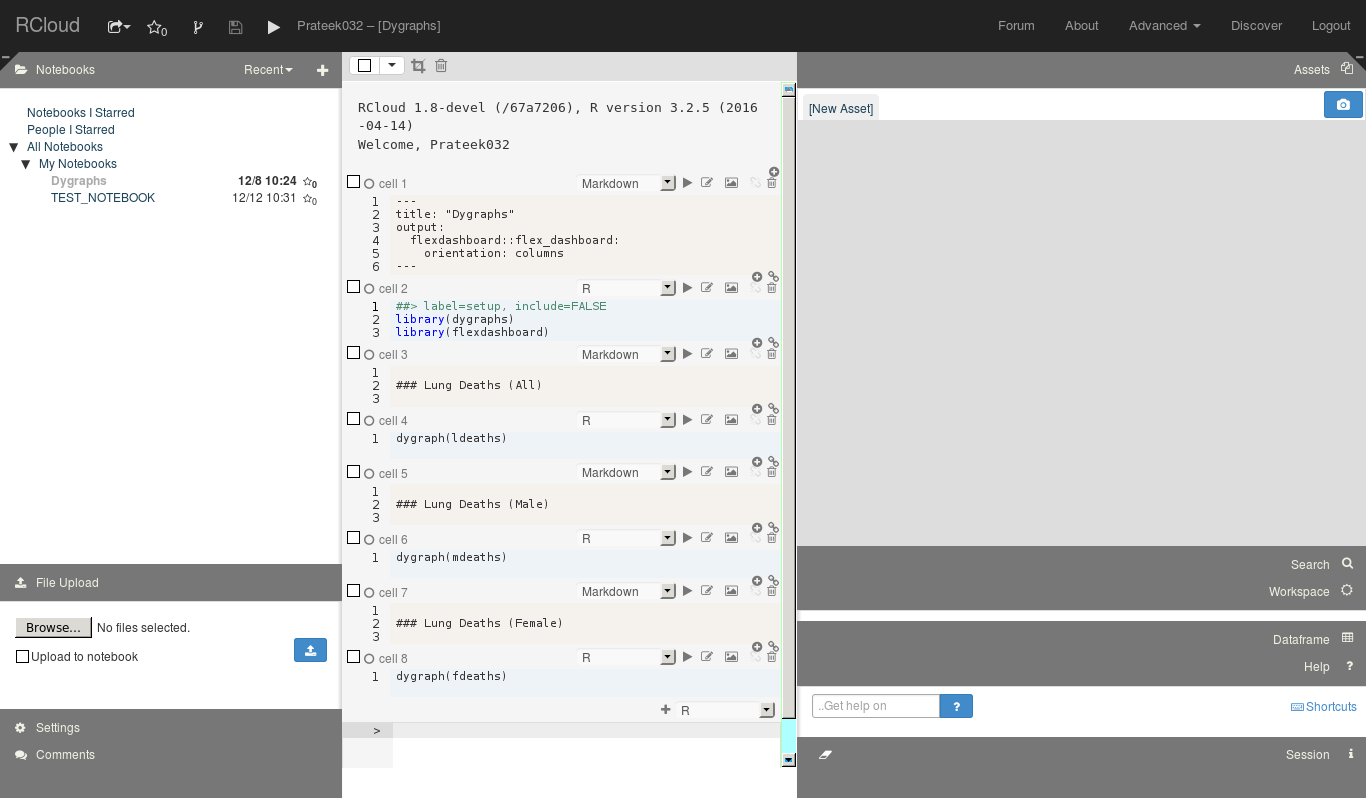 RCloud 0 Prateek032 – [Dygraphs] Forum About Advanced Discover Logout
Notebooks Recent
Notebooks I Starred
People I Starred
All Notebooks
My Notebooks
Dygraphs 12/8 10:24 0
TEST_NOTEBOOK 12/12 10:31 0
File Upload
Browse... No files selected.
Upload to notebook
Settings
Comments
RCloud 1.8-devel (/67a7206), R version 3.2.5 (2016
-04-14)
Welcome, Prateek032
cell 1 Markdown
1 ---
2 title: "Dygraphs"
3 output:
4 flexdashboard::flex_dashboard:
5 orientation: columns
6 ---
cell 2 R
1 ##> label=setup, include=FALSE
2 library(dygraphs)
3 library(flexdashboard)
cell 3 Markdown
1
2 ### Lung Deaths (All)
3
cell 4 R
1 dygraph(ldeaths)
cell 5 Markdown
1
2 ### Lung Deaths (Male)
3
cell 6 R
1 dygraph(mdeaths)
cell 7 Markdown
1
2 ### Lung Deaths (Female)
3
cell 8 R
1 dygraph(fdeaths)
R
>
Assets
[New Asset]
Search
Workspace
Dataframe
Help ?
..Get help on ? Shortcuts
Session